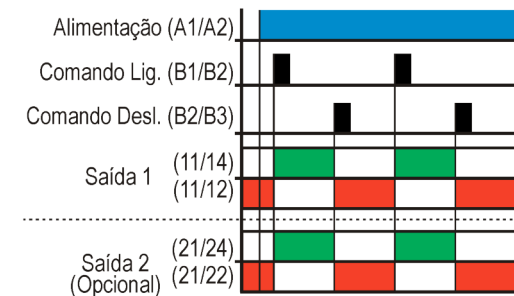 Alimentação (A1/A2)
Comando Lig. (B1/B2)
Comando Desl. (B2/B3)
Saída 1 (11/14)
(11/12)
Saída 2 (21/24)
(Opcional) (21/22)